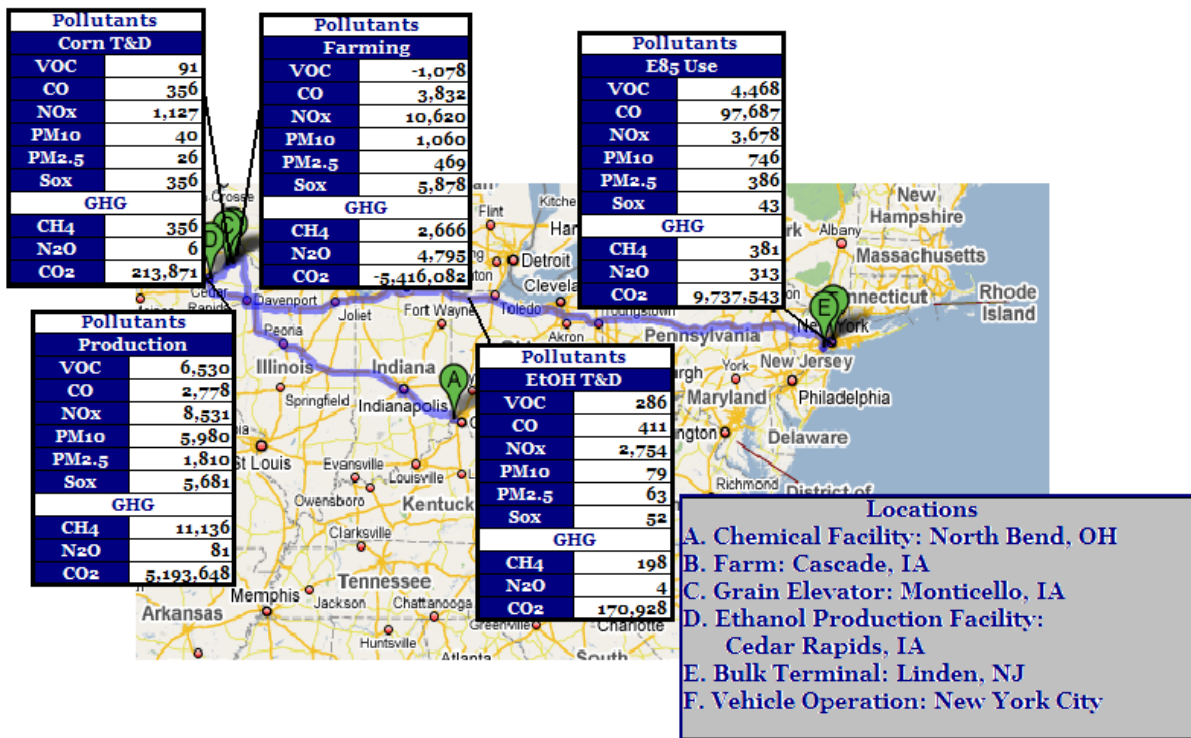 Pollutants
Corn T&D
VOC 91
CO 356
NOx 1,127
PM10 40
PM2.5 26
Sox 356
GHG
CH4 356
N2O 6
CO2 213,871
Pollutants
Farming
VOC -1,078
CO 3,832
NOx 10,620
PM10 1,060
PM2.5 469
Sox 5,878
GHG
CH4 2,666
N2O 4,795
CO2 -5,416,082
Pollutants
E85 Use
VOC 4,468
CO 97,687
NOx 3,678
PM10 746
PM2.5 386
Sox 43
GHG
CH4 381
N2O 313
CO2 9,737,543
Pollutants
Production
VOC 6,530
CO 2,778
NOx 8,531
PM10 5,980
PM2.5 1,810
Sox 5,681
GHG
CH4 11,136
N2O 81
CO2 5,193,648
Pollutants
EtOH T&D
VOC 286
CO 411
NOx 2,754
PM10 79
PM2.5 63
Sox 52
GHG
CH4 198
N2O 4
CO2 170,928
Crosse
Flint
Kitche
Detroit
Albany
New
Hampshire
Massachusetts
Rhode
Island
Cedar
Davenport
Joliet
Fort Wayne
Toledo
Akron
Pennsylvania
New Jersey
Peoria
Illinois
Indiana
Springfield
Indianapolis
A
E
York
Maryland
Philadelphia
Delaware
St Louis
Evansville
Louisville
Owensboro
Richmond
District of
Clarksville
Tennessee
Memphis
Jackson
Chattanooga
Arkansas
Huntsville
Atlanta
Charlotte
South
Locations
A. Chemical Facility: North Bend, OH
B. Farm: Cascade, IA
C. Grain Elevator: Monticello, IA
D. Ethanol Production Facility:
Cedar Rapids, IA
E. Bulk Terminal: Linden, NJ
F. Vehicle Operation: New York City